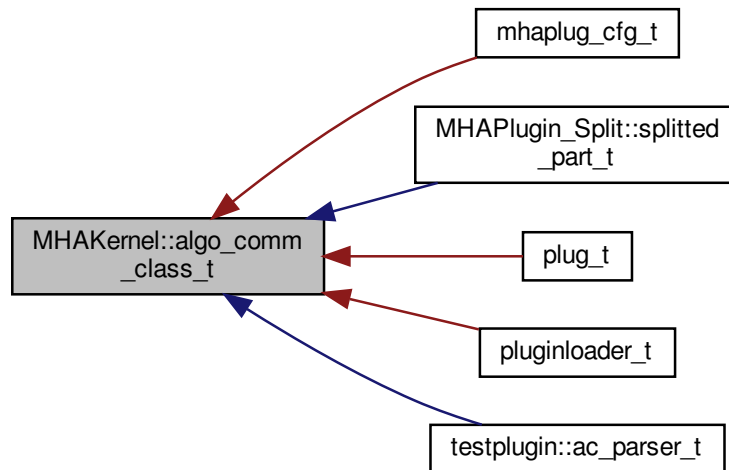 mhaplug_cfg_t
MHAPlugin_Split::splitted
_part_t
MHAKernel::algo_comm
_class_t
plug_t
pluginloader_t
testplugin::ac_parser_t